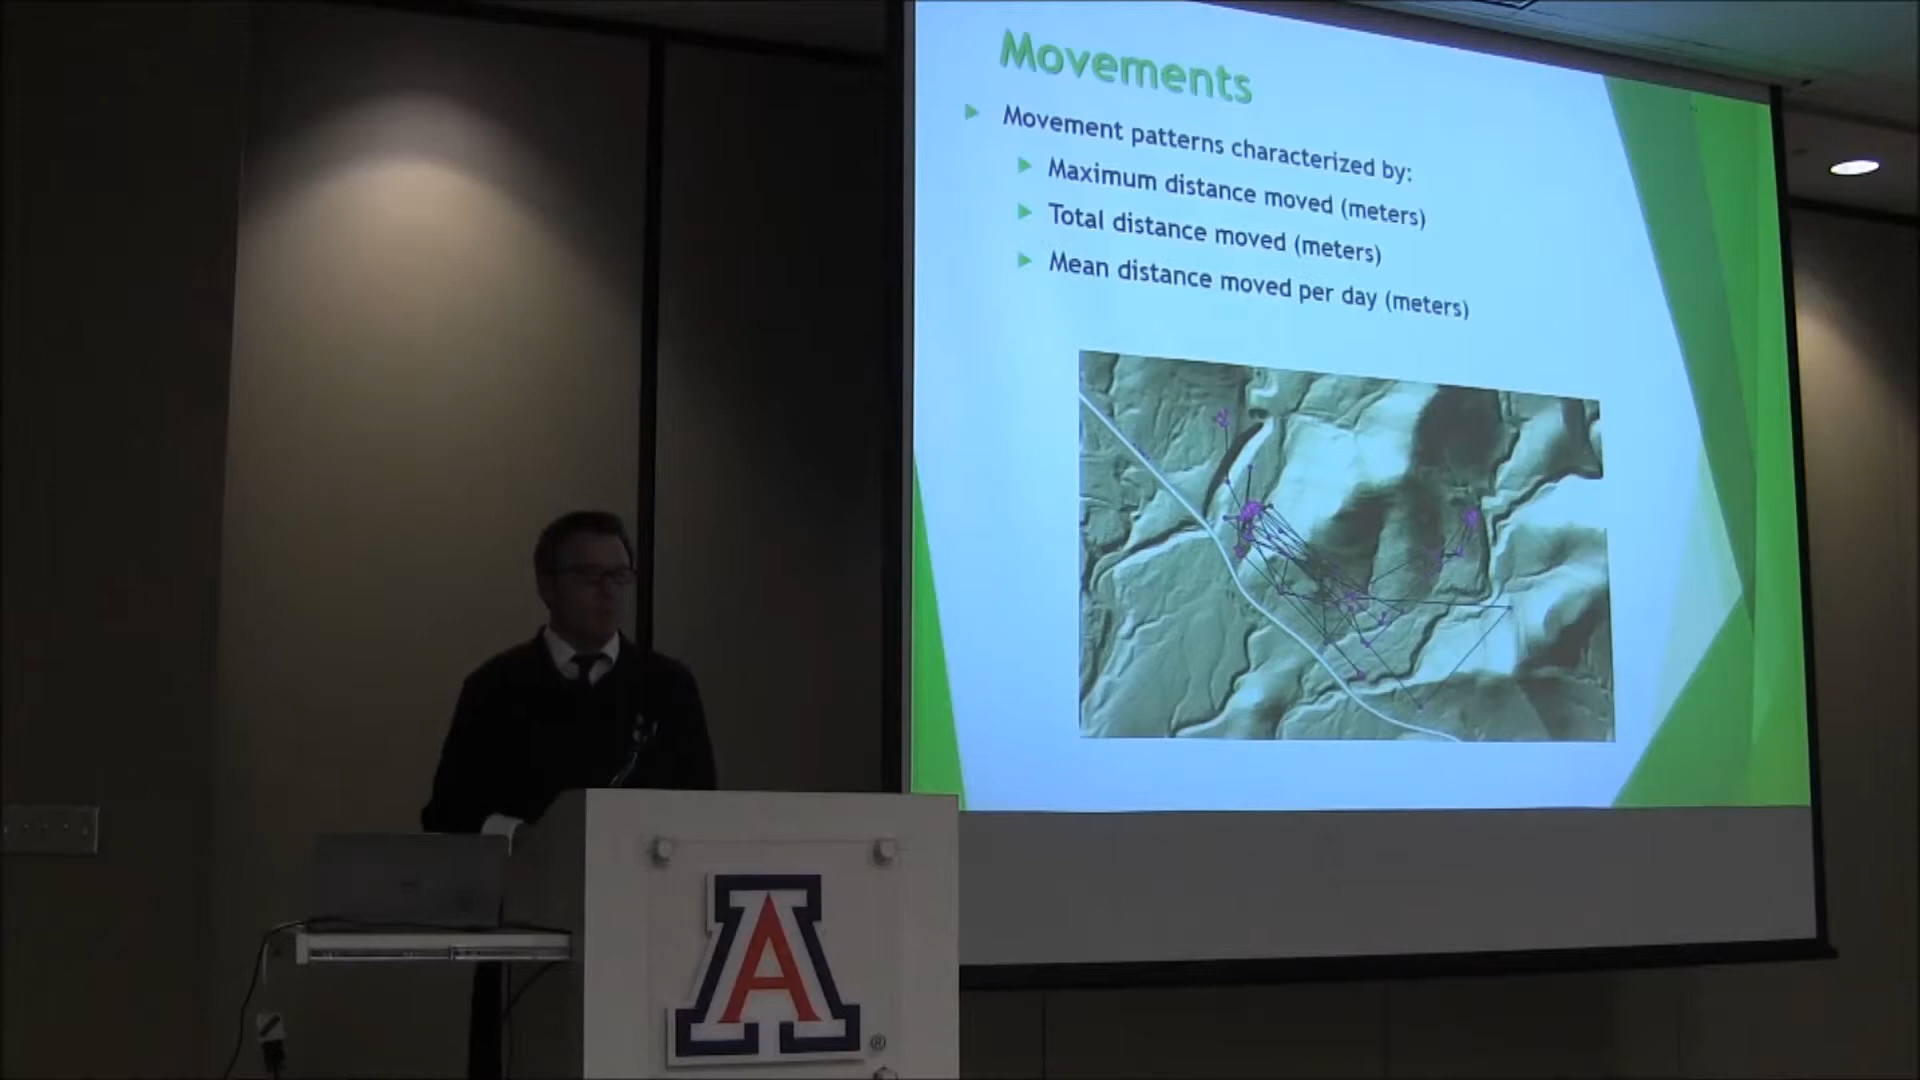 Movements
Movement patterns characterized by:
Maximum distance moved (meters)
Total distance moved (meters)
Mean distance moved per day (meters)
A
®